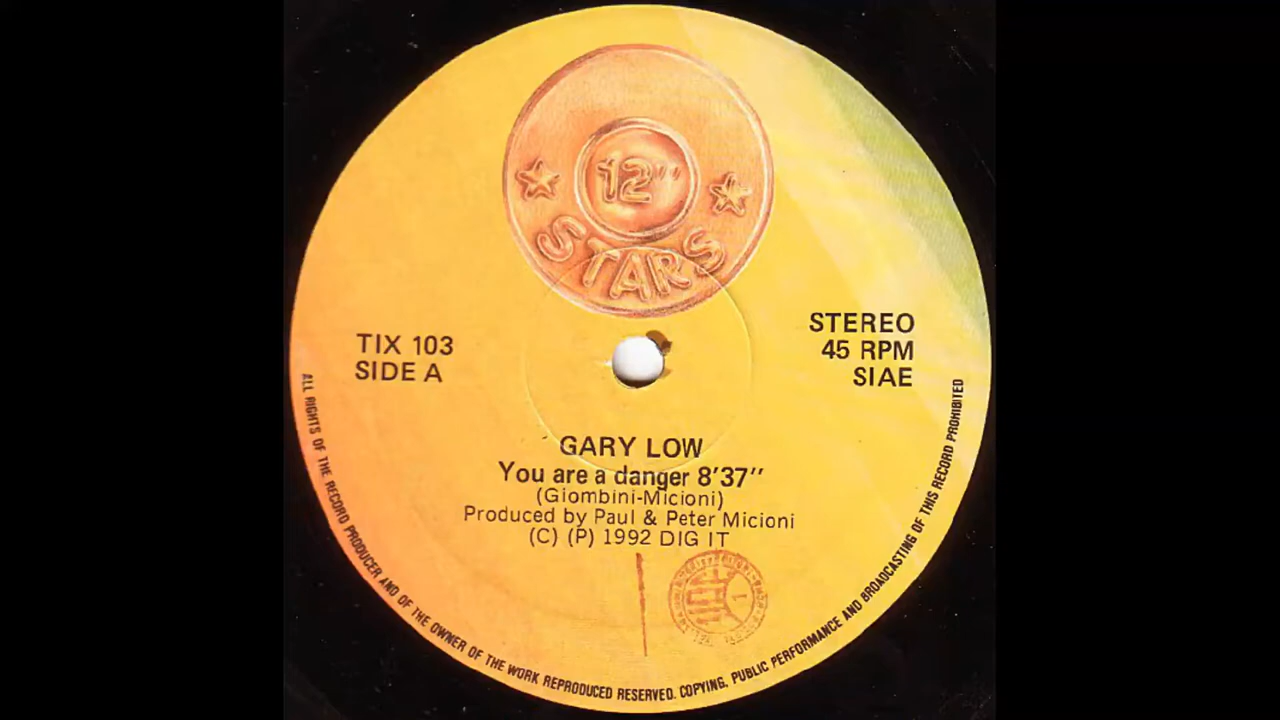 12''
STARS
TIX 103
SIDE A
STEREO
45 RPM
SIAE
GARY LOW
You are a danger 8'37''
(Giombini-Micioni)
Produced by Paul & Peter Micioni
(C) (P) 1992 DIG IT
ALL RIGHTS OF THE RECORD PRODUCER AND OF THE OWNER OF THE WORK REPRODUCED RESERVED. COPYING, PUBLIC PERFORMANCE AND BROADCASTING OF THIS RECORD PROHIBITED